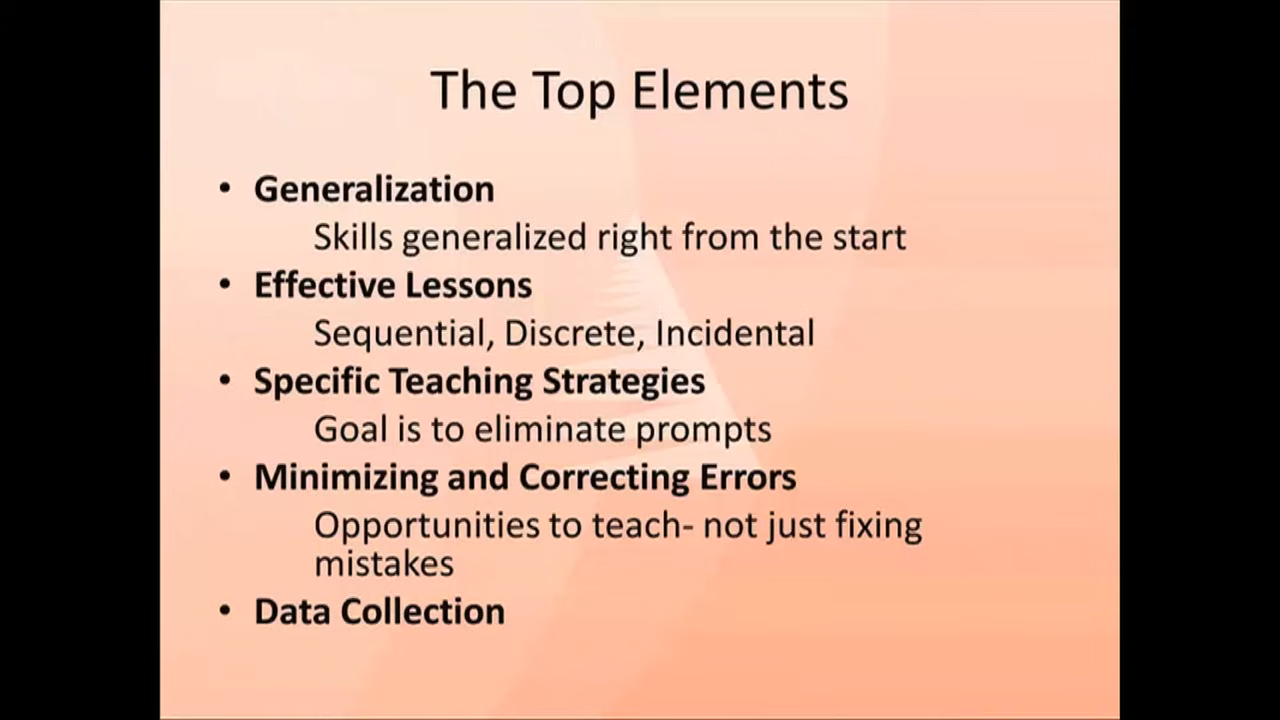 The Top Elements
• Generalization
Skills generalized right from the start
• Effective Lessons
Sequential, Discrete, Incidental
• Specific Teaching Strategies
Goal is to eliminate prompts
• Minimizing and Correcting Errors
Opportunities to teach- not just fixing
mistakes
• Data Collection